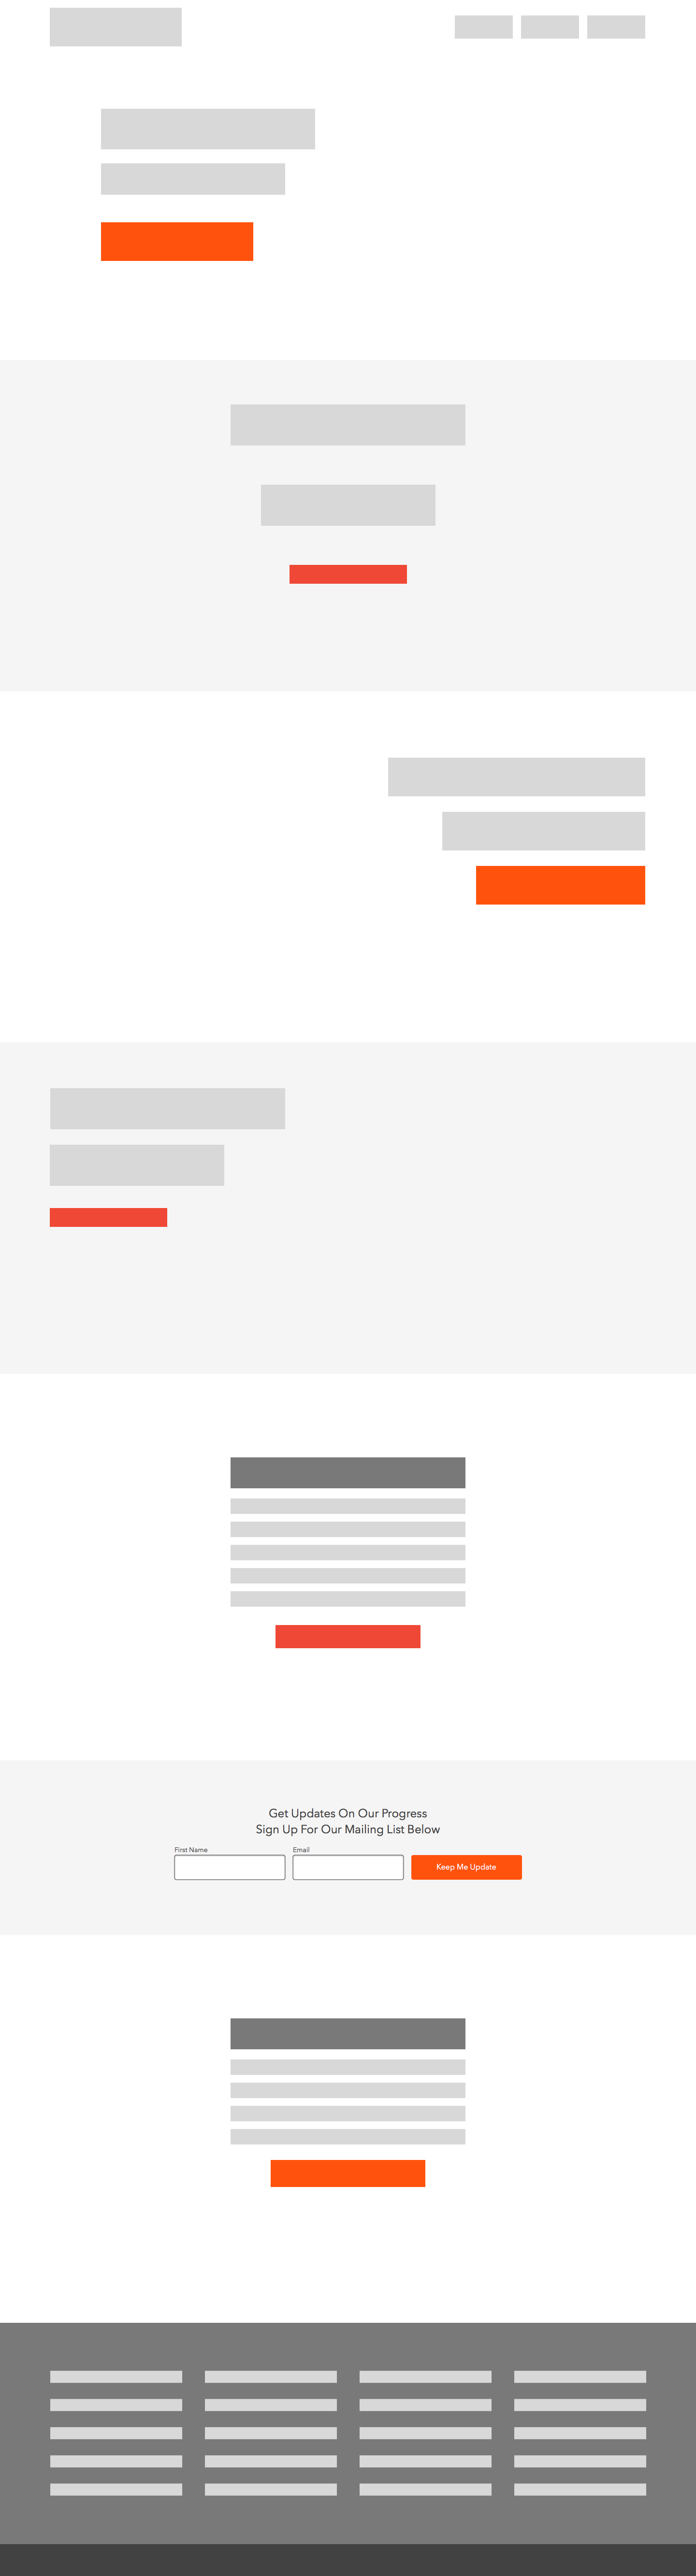 Get Updates On Our Progress
Sign Up For Our Mailing List Below
First Name
Email
Keep Me Update